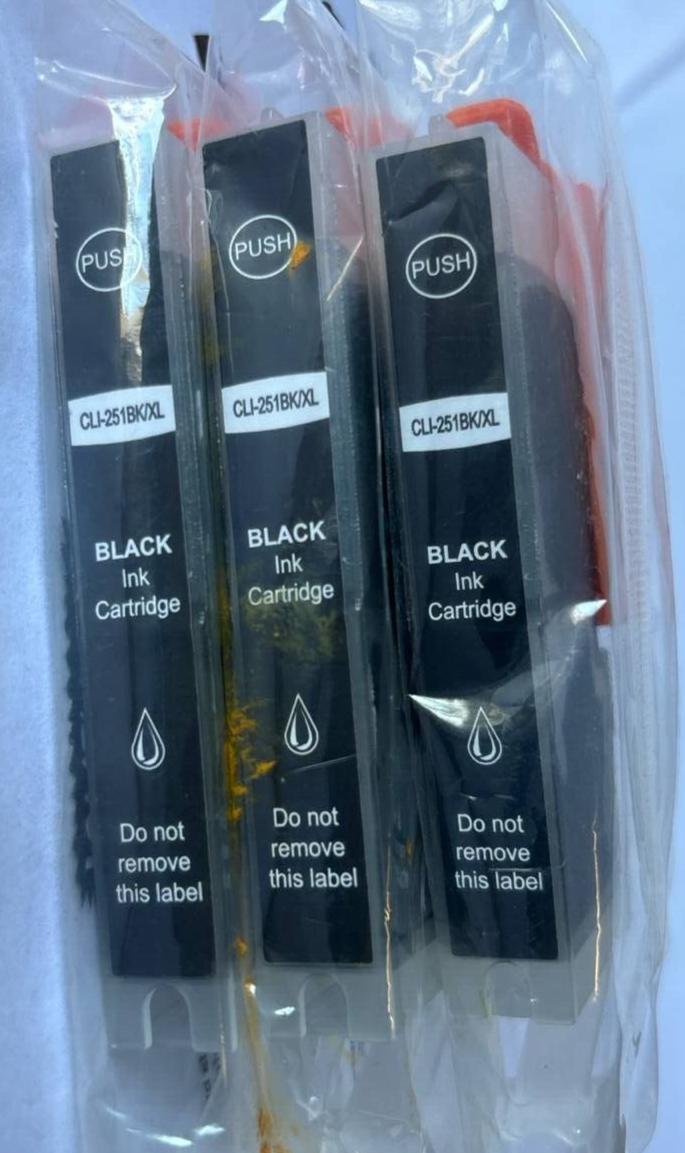 PUSH
CLI-251BK/XL
BLACK
Ink
Cartridge
Do not
remove
this label
PUSH
CLI-251BK/XL
BLACK
Ink
Cartridge
Do not
remove
this label
PUSH
CLI-251BK/XL
BLACK
Ink
Cartridge
Do not
remove
this label